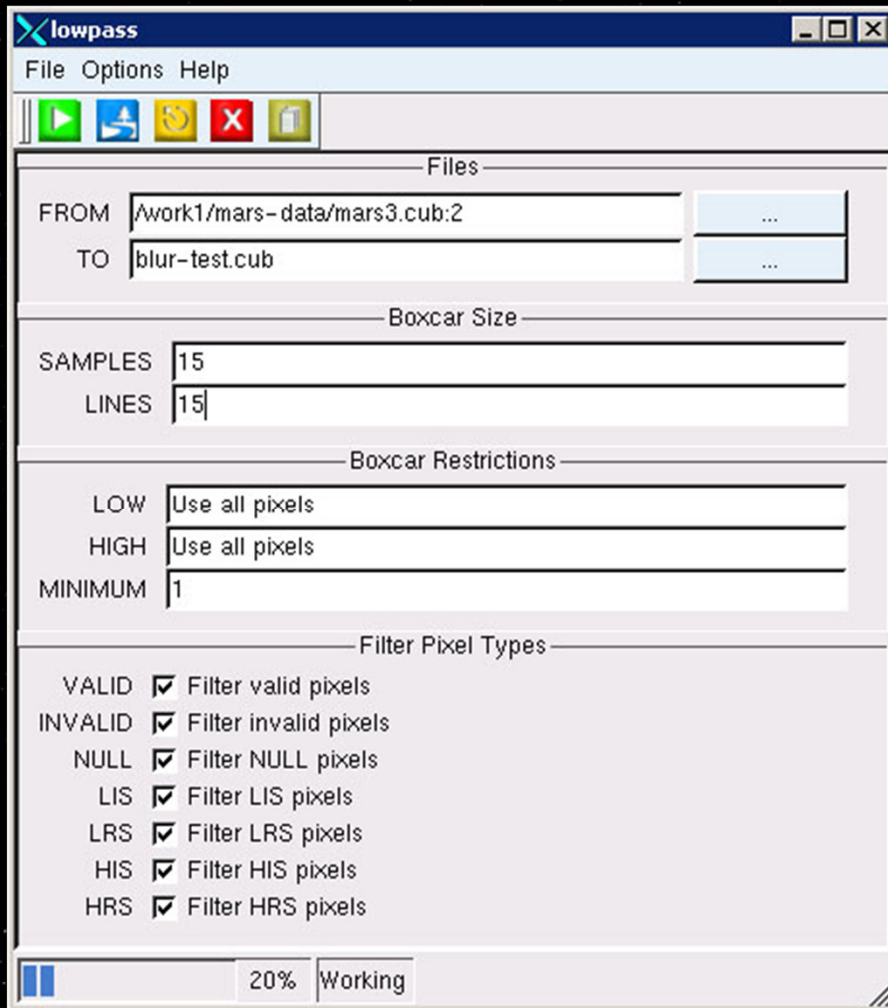 lowpass
File Options Help
Files
FROM /work1/mars-data/mars3.cub:2 ...
TO blur-test.cub ...
Boxcar Size
SAMPLES 15
LINES 15
Boxcar Restrictions
LOW Use all pixels
HIGH Use all pixels
MINIMUM 1
Filter Pixel Types
VALID Filter valid pixels
INVALID Filter invalid pixels
NULL Filter NULL pixels
LIS Filter LIS pixels
LRS Filter LRS pixels
HIS Filter HIS pixels
HRS Filter HRS pixels
20% Working